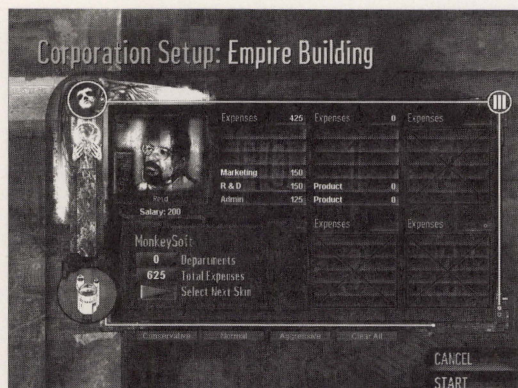 Corporation Setup: Empire Building
III
Expenses 425 Expenses 0 Expenses
Marketing 150
R & D 150 Product 0
Admin 125 Product 0
Salary: 200
Expenses Expenses
MonkeySoft
0 Departments
625 Total Expenses
Select Next Skin
Conservative Normal Aggressive Clear All
CANCEL
START